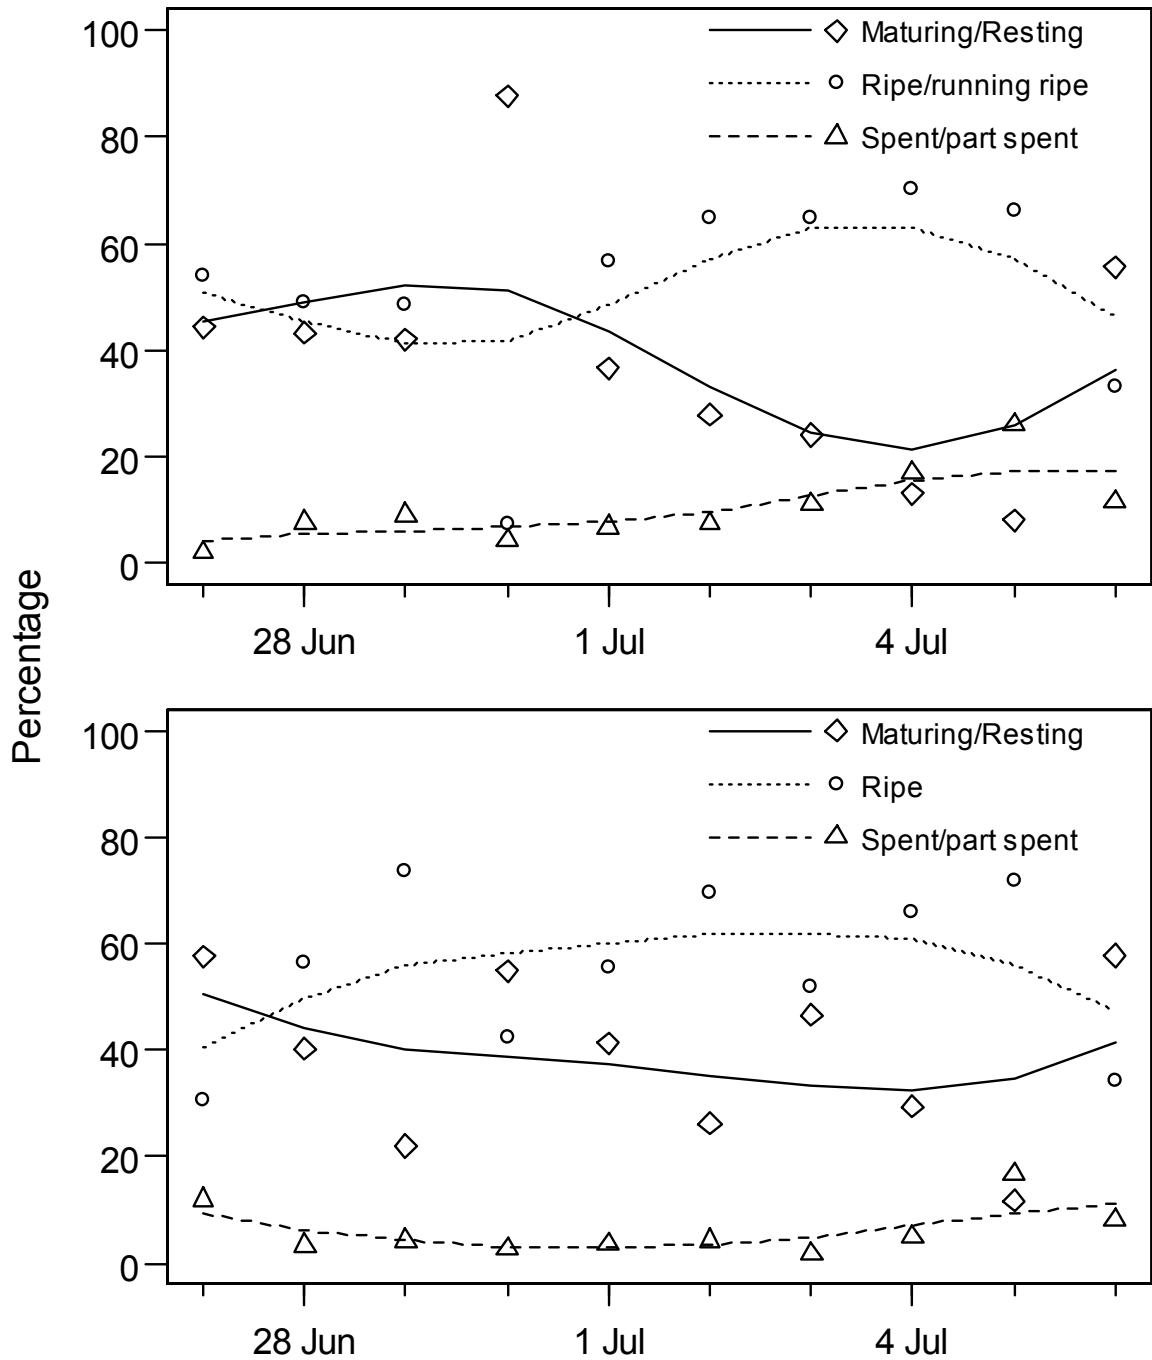 Percentage
100
80
60
40
20
0
Maturing/Resting
Ripe/running ripe
Spent/part spent
28 Jun 1 Jul 4 Jul
100
80
60
40
20
0
Maturing/Resting
Ripe
Spent/part spent
28 Jun 1 Jul 4 Jul